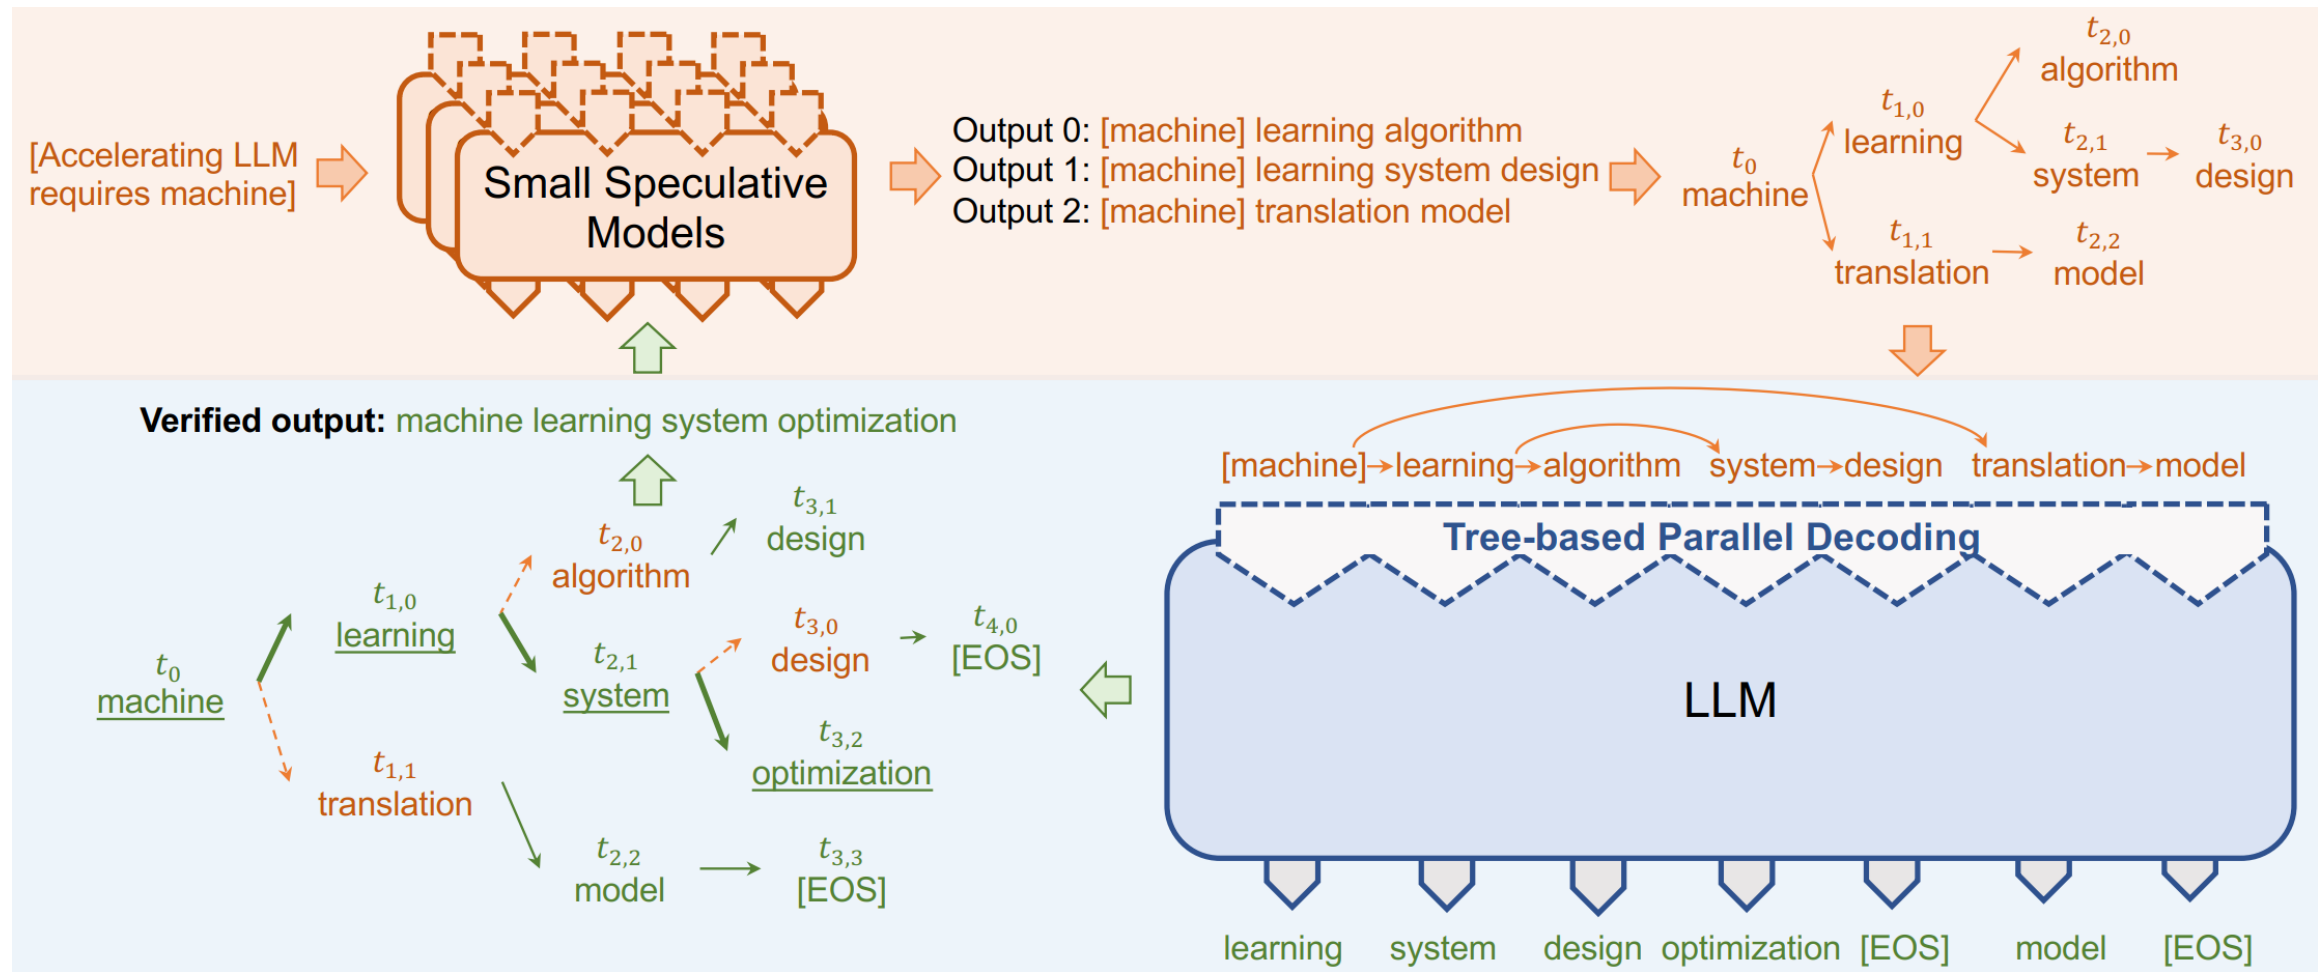 [Accelerating LLM
requires machine]
Small Speculative
Models
Output 0: [machine] learning algorithm
Output 1: [machine] learning system design
Output 2: [machine] translation model
t0
machine
t1,0
learning
t2,0
algorithm
t2,1
system
t3,0
design
t1,1
translation
t2,2
model
Verified output: machine learning system optimization
t0
machine
t1,0
learning
t2,0
algorithm
t3,1
design
t2,1
system
t3,0
design
t4,0
[EOS]
t3,2
optimization
t1,1
translation
t2,2
model
t3,3
[EOS]
[machine] learning algorithm system design translation model
Tree-based Parallel Decoding
LLM
learning system design optimization [EOS] model [EOS]